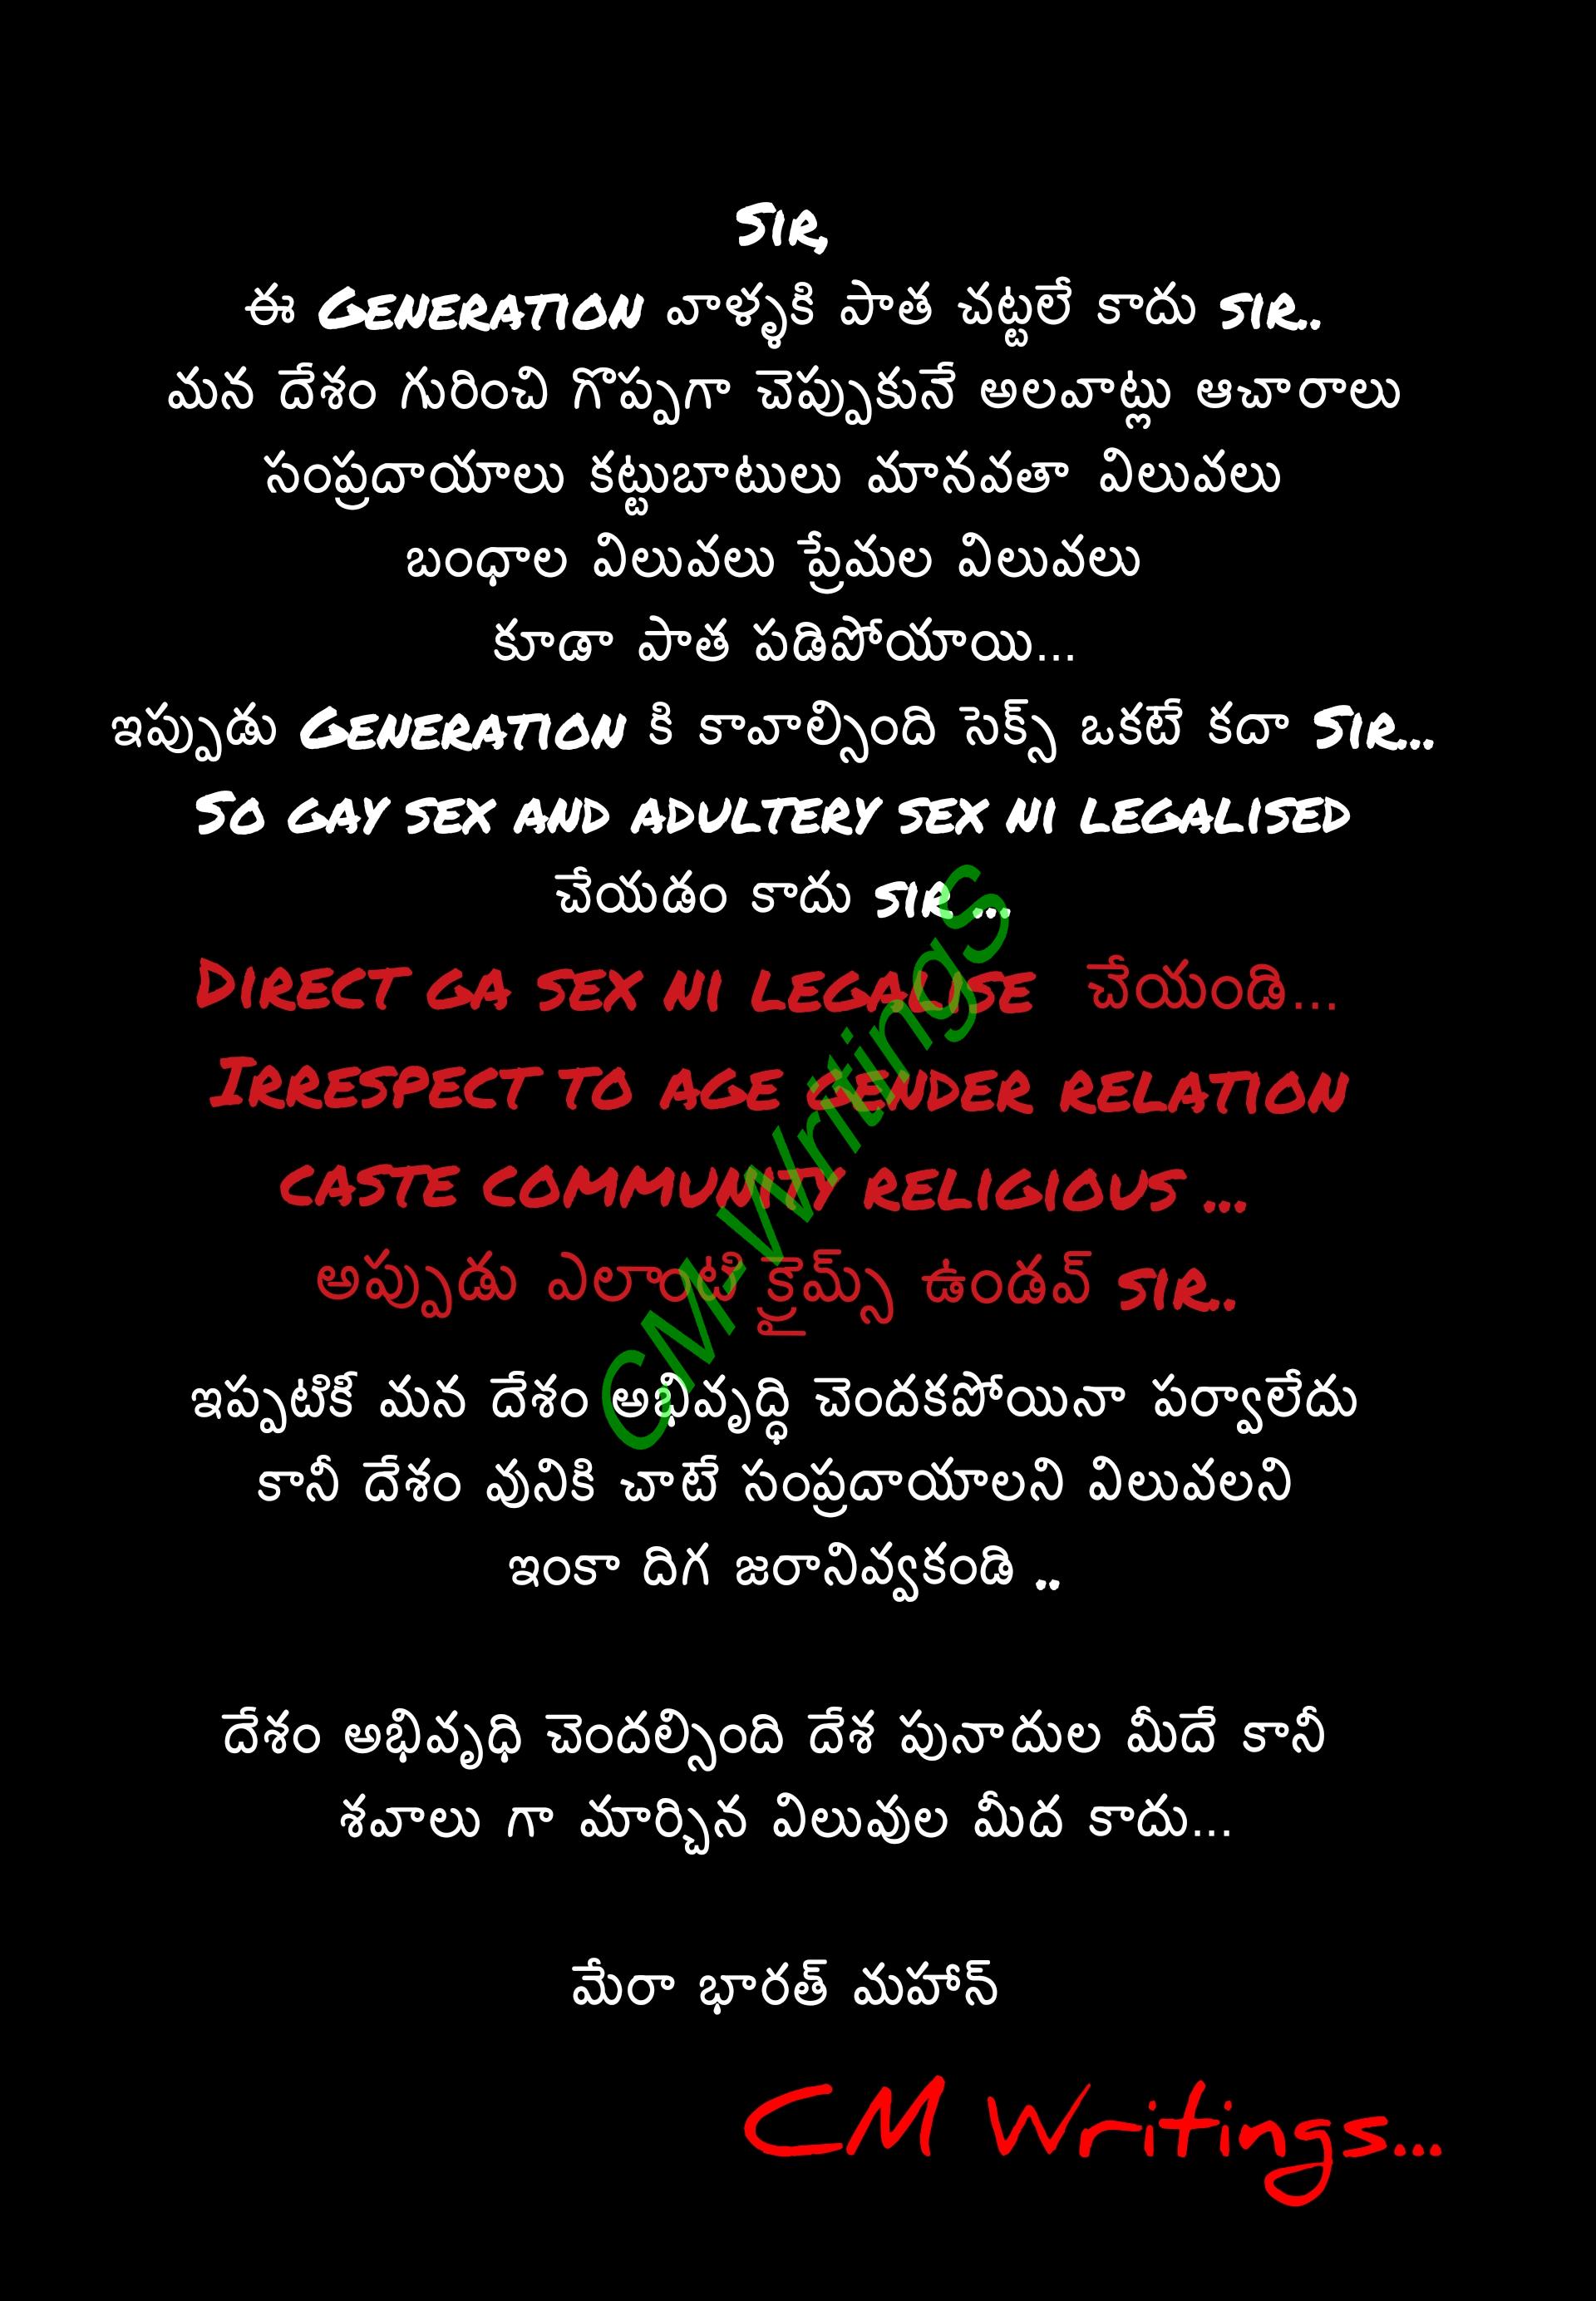 Sir,
ఈ Generation వాళ్ళకి పాత చట్టలే కాదు sir..
మన దేశం గురించి గొప్పగా చెప్పుకునే అలవాట్లు ఆచారాలు
సంప్రదాయాలు కట్టుబాటులు మానవతా విలువలు
బంధాల విలువలు ప్రేమల విలువలు
కూడా పాత పడిపోయాయి...
ఇప్పుడు Generation కి కావాల్సింది సెక్స్ ఒకటే కదా Sir...
So gay sex and adultery sex ni legalised
చేయడం కాదు sir ...
Direct ga sex ni legalise చేయండి...
Irrespect to age gender relation
caste community religious ...
అప్పుడు ఎలాంటి క్రైమ్స్ ఉండవ్ sir..
ఇప్పటికీ మన దేశం అభివృద్ధి చెందకపోయినా పర్వాలేదు
కానీ దేశం వునికి చాటే సంప్రదాయాలని విలువలని
ఇంకా దిగ జరానివ్వకండి ..
దేశం అభివృధి చెందల్సింది దేశ పునాదుల మీదే కానీ
శవాలు గా మార్చిన విలువుల మీద కాదు...
మేరా భారత్ మహాన్
CM Writings...
CM Writings